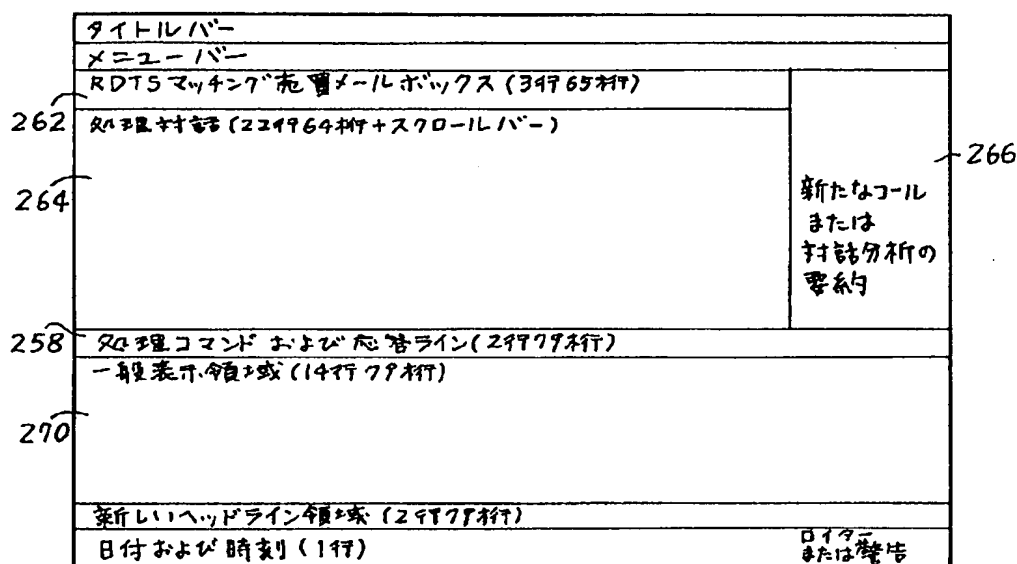 タイトルバー
メニューバー
RDTSマッチング売買メールボックス(3行65桁)
262
処理対話(22行64桁+スクロールバー)
266
264
新たなコール
または
対話分析の
要約
258
処理コマンドおよび応答ライン(2行79桁)
一般表示領域(14行79桁)
270
新しいヘッドライン領域(2行79桁)
日付および時刻(1行)
ロイター
または警告